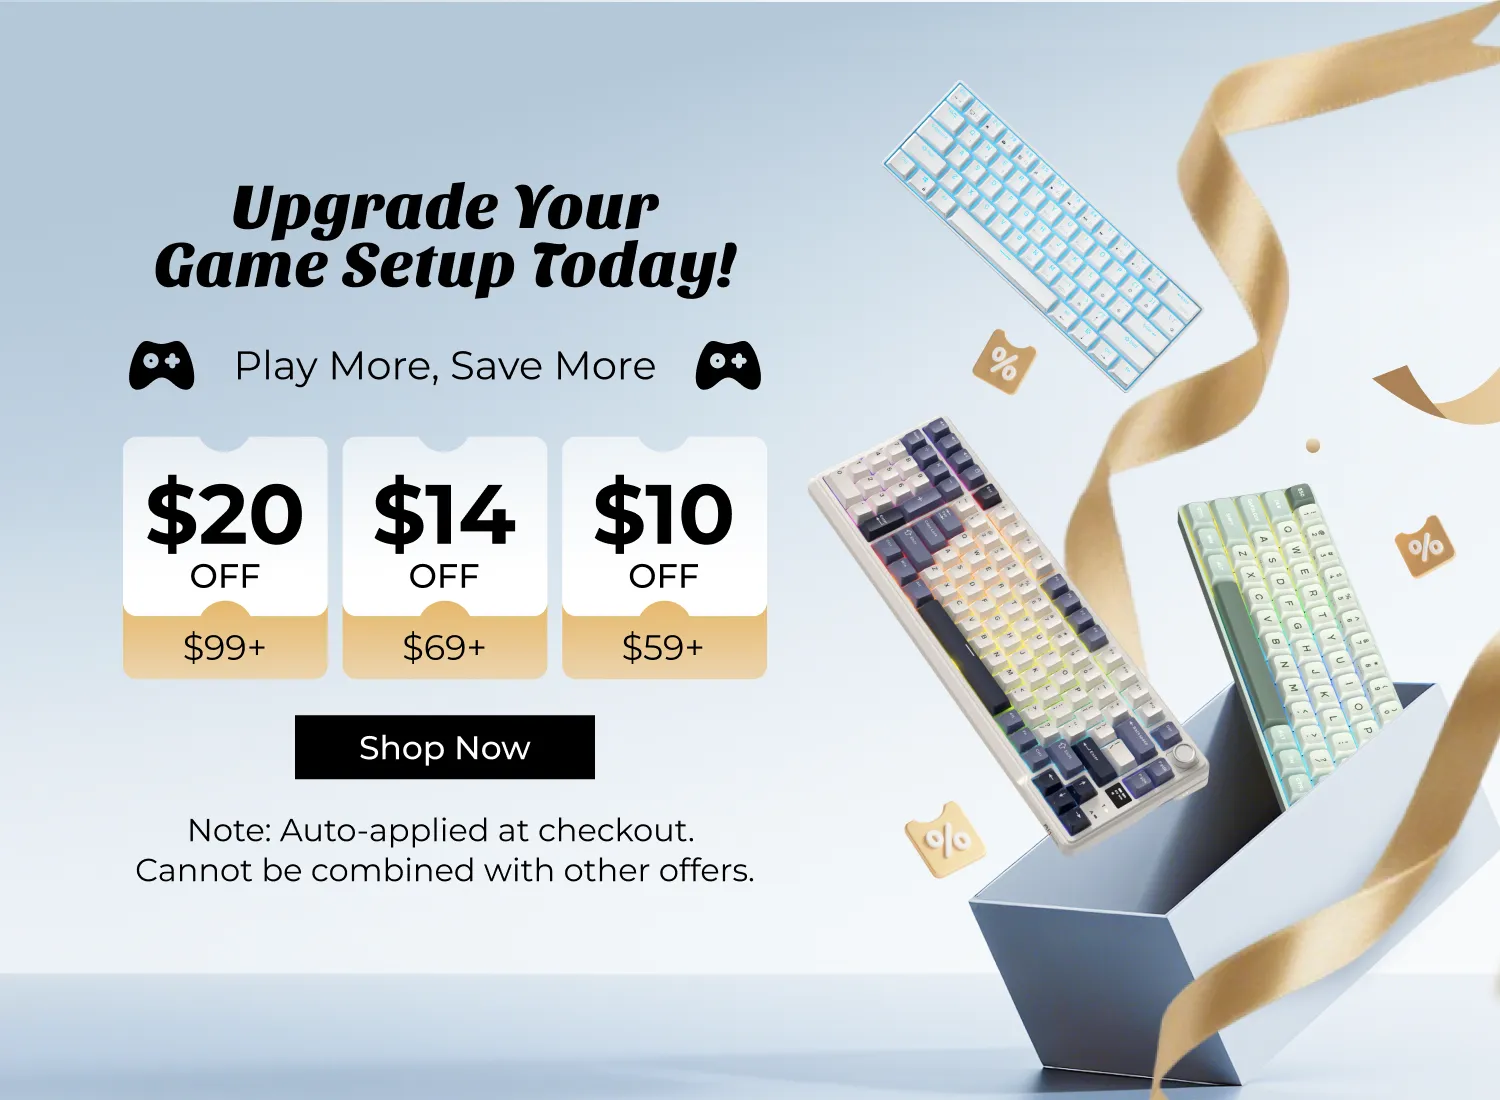 Upgrade Your
Game Setup Today!
Play More, Save More
$20
OFF
$99+
$14
OFF
$69+
$10
OFF
$59+
Shop Now
Note: Auto-applied at checkout.
Cannot be combined with other offers.
%
%
%